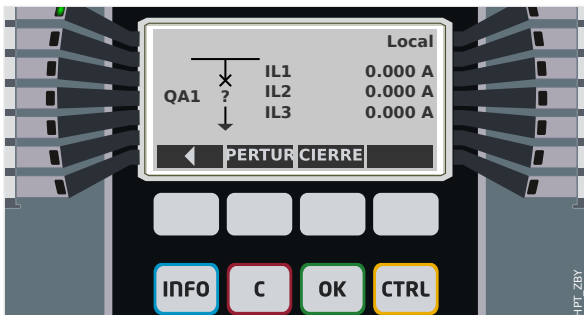 Local
IL1 0.000 A
QA1 ? IL2 0.000 A
IL3 0.000 A
PERTUR CIERRE
INFO C OK CTRL
HPT_ZBY